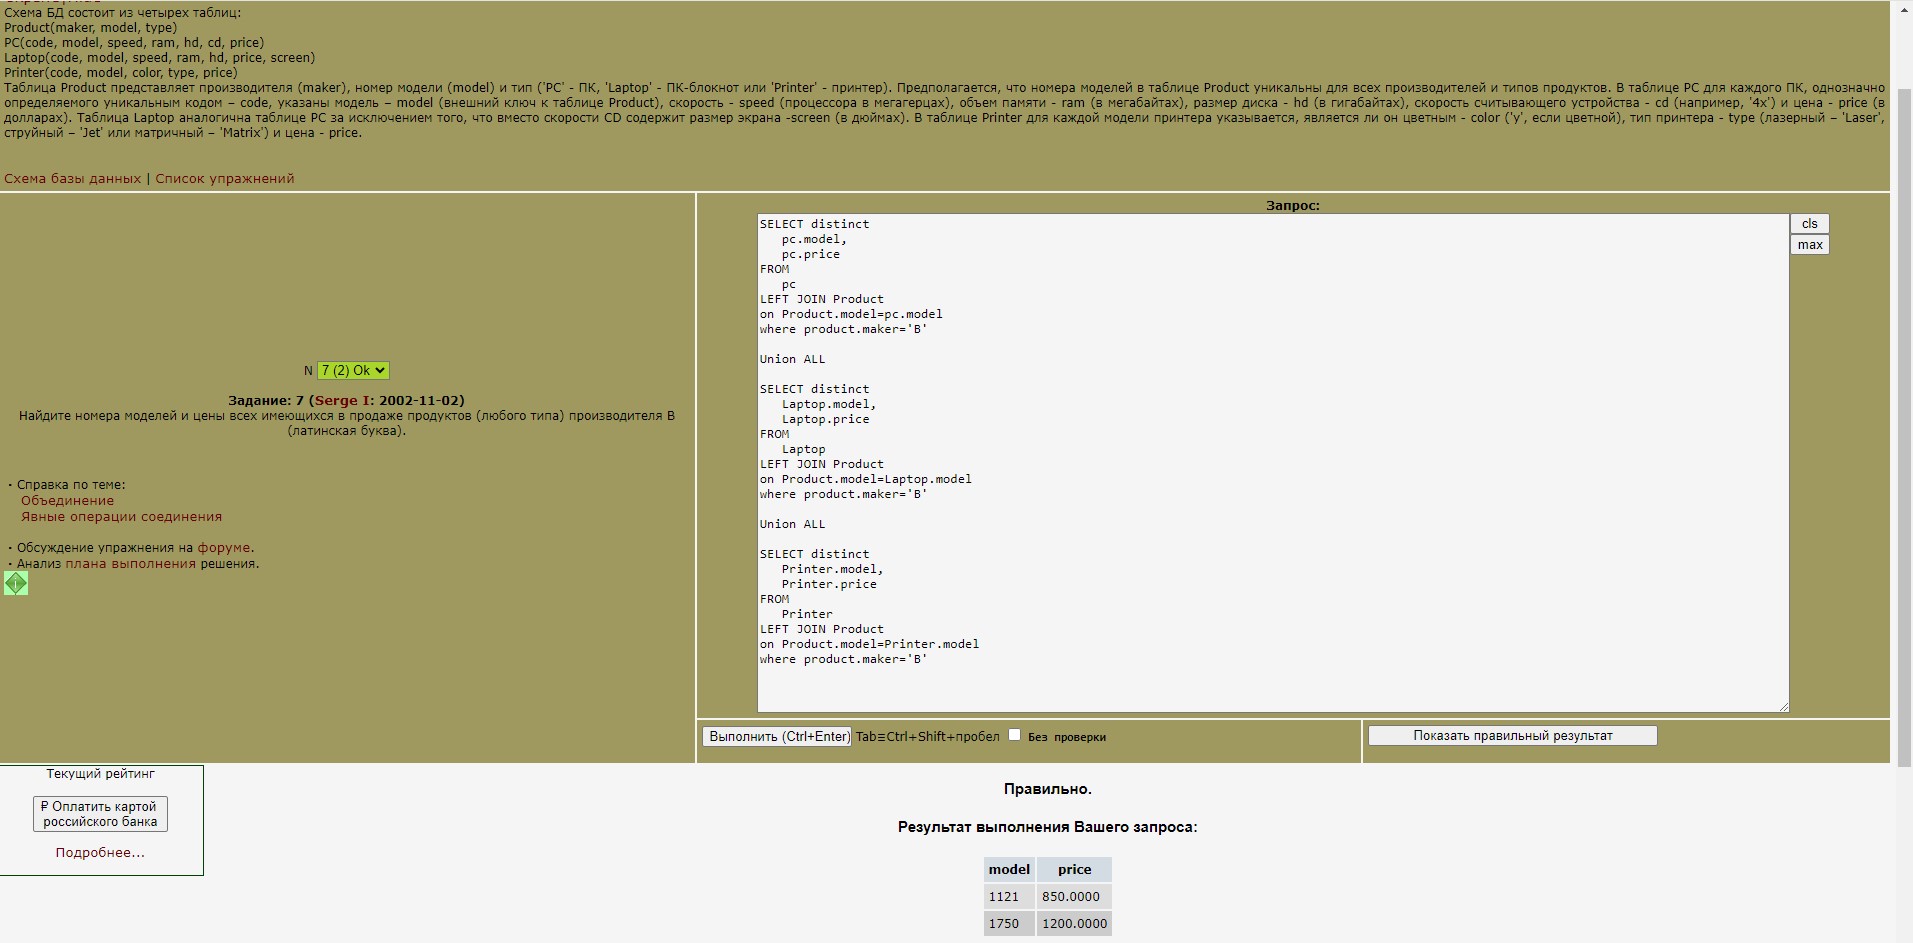 Схема БД состоит из четырех таблиц:
Product(maker, model, type)
PC(code, model, speed, ram, hd, cd, price)
Laptop(code, model, speed, ram, hd, price, screen)
Printer(code, model, color, type, price)
Таблица Product представляет производителя (maker), номер модели (model) и тип ('PC' - ПК, 'Laptop' - ПК-блокнот или 'Printer' - принтер). Предполагается, что номера моделей в таблице Product уникальны для всех производителей и типов продуктов. В таблице PC для каждого ПК, однозначно
определяемого уникальным кодом – code, указаны модель – model (внешний ключ к таблице Product), скорость - speed (процессора в мегагерцах), объем памяти - ram (в мегабайтах), размер диска - hd (в гигабайтах), скорость считывающего устройства - cd (например, '4x') и цена - price (в
долларах). Таблица Laptop аналогична таблице РС за исключением того, что вместо скорости CD содержит размер экрана -screen (в дюймах). В таблице Printer для каждой модели принтера указывается, является ли он цветным - color ('y', если цветной), тип принтера - type (лазерный – 'Laser',
струйный – 'Jet' или матричный – 'Matrix') и цена - price.
Схема базы данных | Список упражнений
N 7 (2) Ok
Задание: 7 (Serge I: 2002-11-02)
Найдите номера моделей и цены всех имеющихся в продаже продуктов (любого типа) производителя B
(латинская буква).
· Справка по теме:
Объединение
Явные операции соединения
· Обсуждение упражнения на форуме.
· Анализ плана выполнения решения.
Запрос:
cls
max
SELECT distinct
pc.model,
pc.price
FROM
pc
LEFT JOIN Product
on Product.model=pc.model
where product.maker='B'
Union ALL
SELECT distinct
Laptop.model,
Laptop.price
FROM
Laptop
LEFT JOIN Product
on Product.model=Laptop.model
where product.maker='B'
Union ALL
SELECT distinct
Printer.model,
Printer.price
FROM
Printer
LEFT JOIN Product
on Product.model=Printer.model
where product.maker='B'
Выполнить (Ctrl+Enter) Tab≡Ctrl+Shift+пробел Без проверки
Показать правильный результат
Текущий рейтинг
₽ Оплатить картой
российского банка
Подробнее...
Правильно.
Результат выполнения Вашего запроса:
model price
1121 850.0000
1750 1200.0000